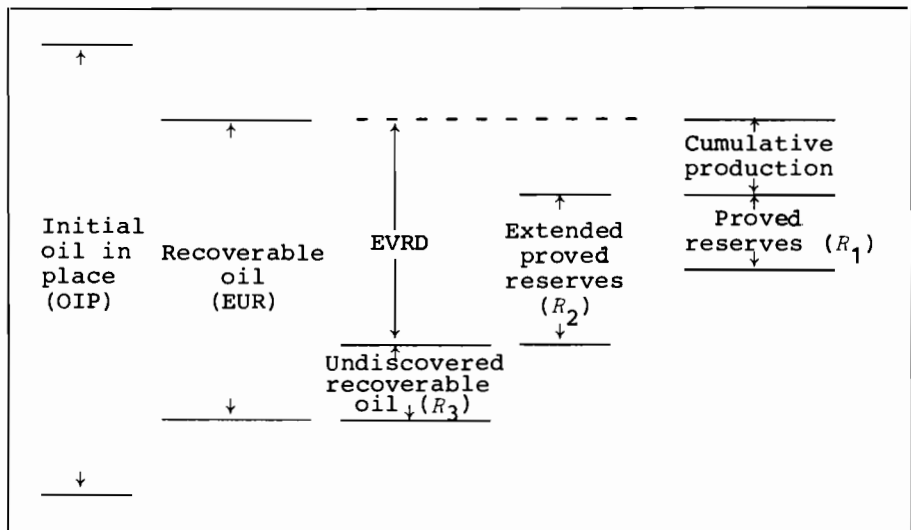 Initial
oil in
place
(OIP)
Recoverable
oil
(EUR)
EVRD
Undiscovered
recoverable
oil (R3)
Extended
proved
reserves
(R2)
Cumulative
production
Proved
reserves (R1)